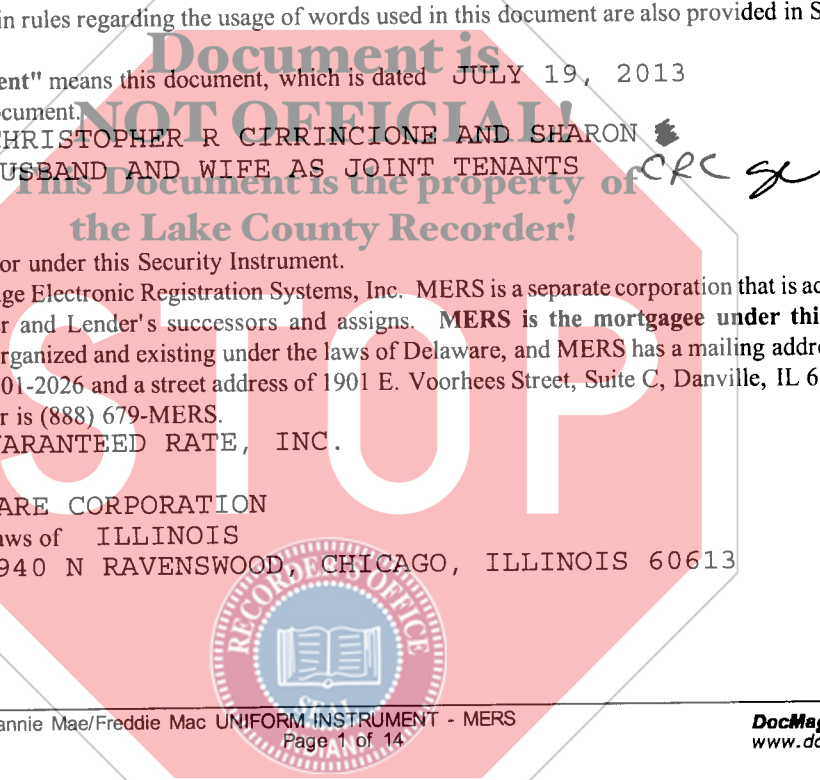 in rules regarding the usage of words used in this document are also provided in S
Document is
ent" means this document, which is dated JULY 19, 2013
ocument.
NOT OFFICIAL!
CHRISTOPHER R CIRRINCIONE AND SHARON
USBAND AND WIFE AS JOINT TENANTS
This Document is the property of
CRC SC
the Lake County Recorder!
or under this Security Instrument.
ge Electronic Registration Systems, Inc. MERS is a separate corporation that is ac
er and Lender's successors and assigns. MERS is the mortgagee under thi
rganized and existing under the laws of Delaware, and MERS has a mailing addre
01-2026 and a street address of 1901 E. Voorhees Street, Suite C, Danville, IL 6
r is (888) 679-MERS.
STOP
UARANTEED RATE, INC.
ARE CORPORATION
aws of ILLINOIS
940 N RAVENSWOOD, CHICAGO, ILLINOIS 60613
RECORDER'S OFFICE
SEAL
INDIANA
annie Mae/Freddie Mac UNIFORM INSTRUMENT - MERS
Page 1 of 14
DocMag
www.do